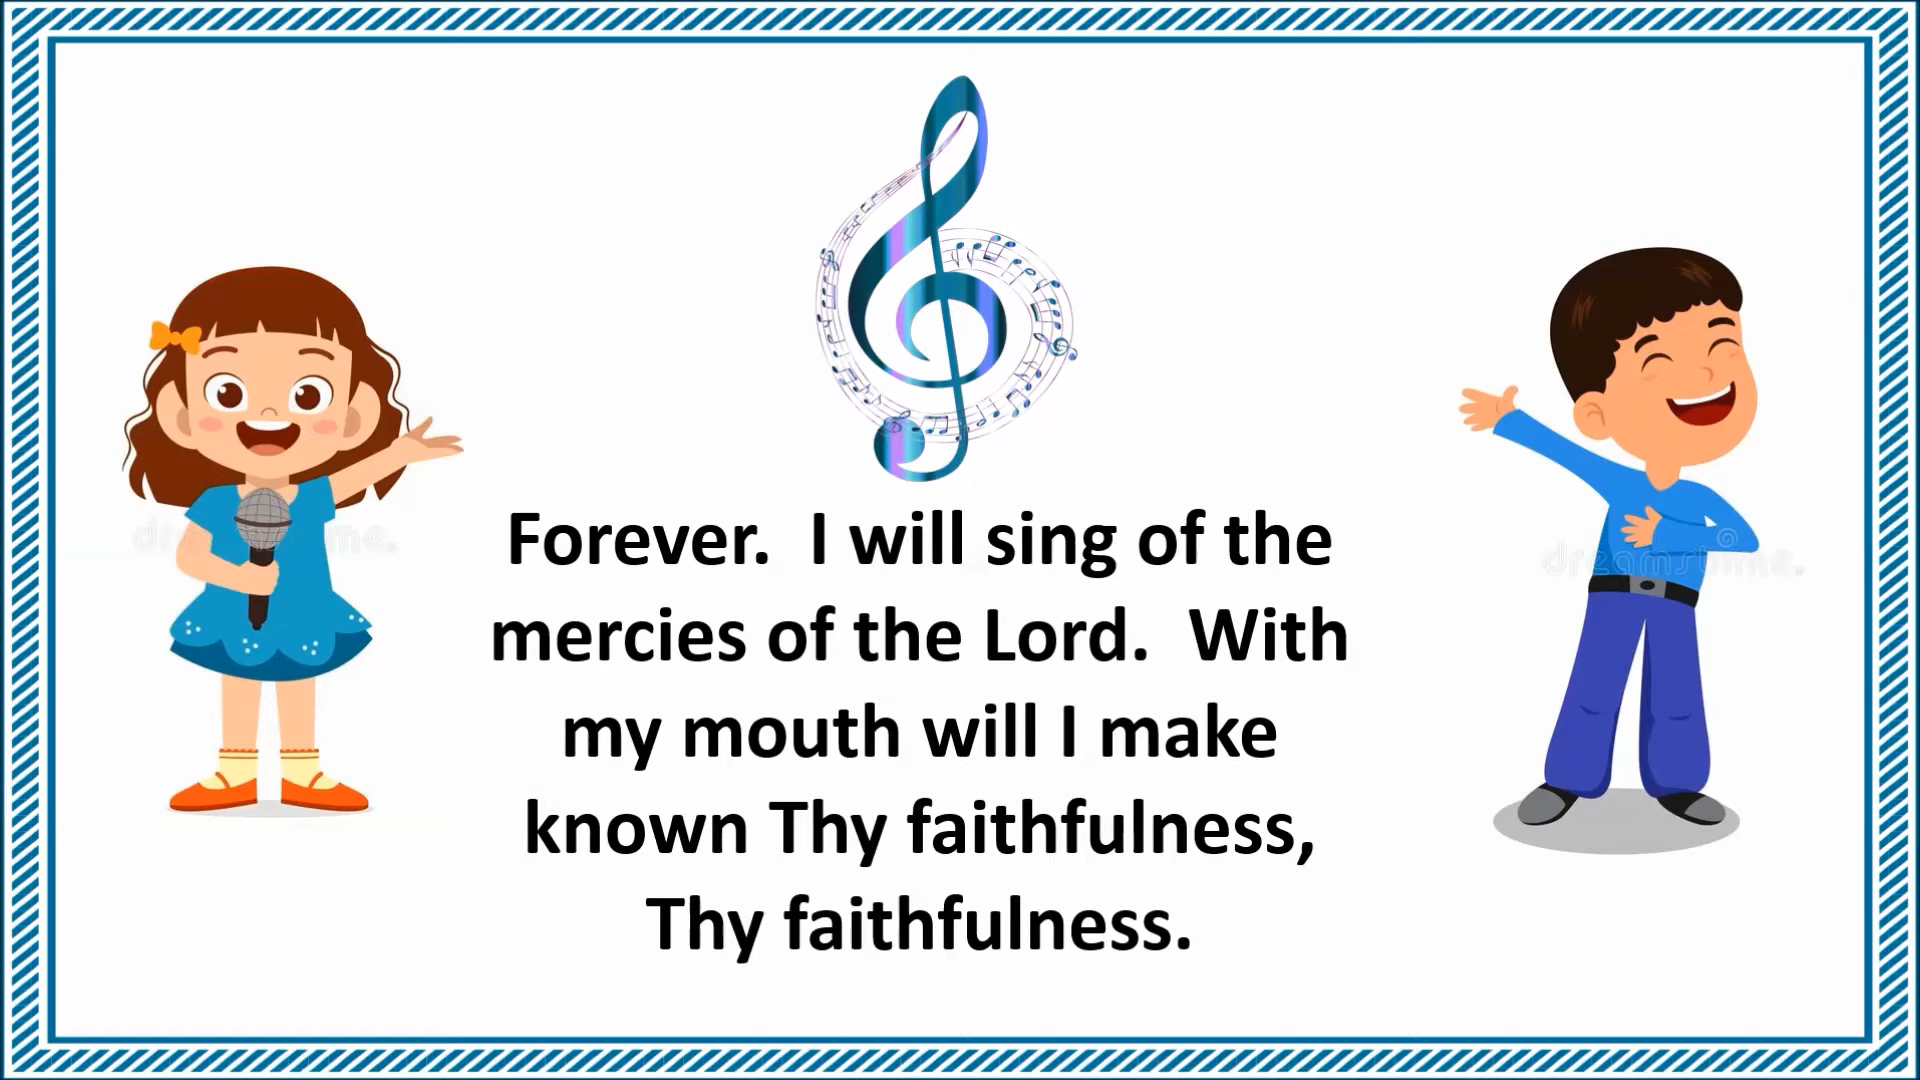 Forever.  I will sing of the
mercies of the Lord.  With
my mouth will I make
known Thy faithfulness,
Thy faithfulness.
dreamstime.